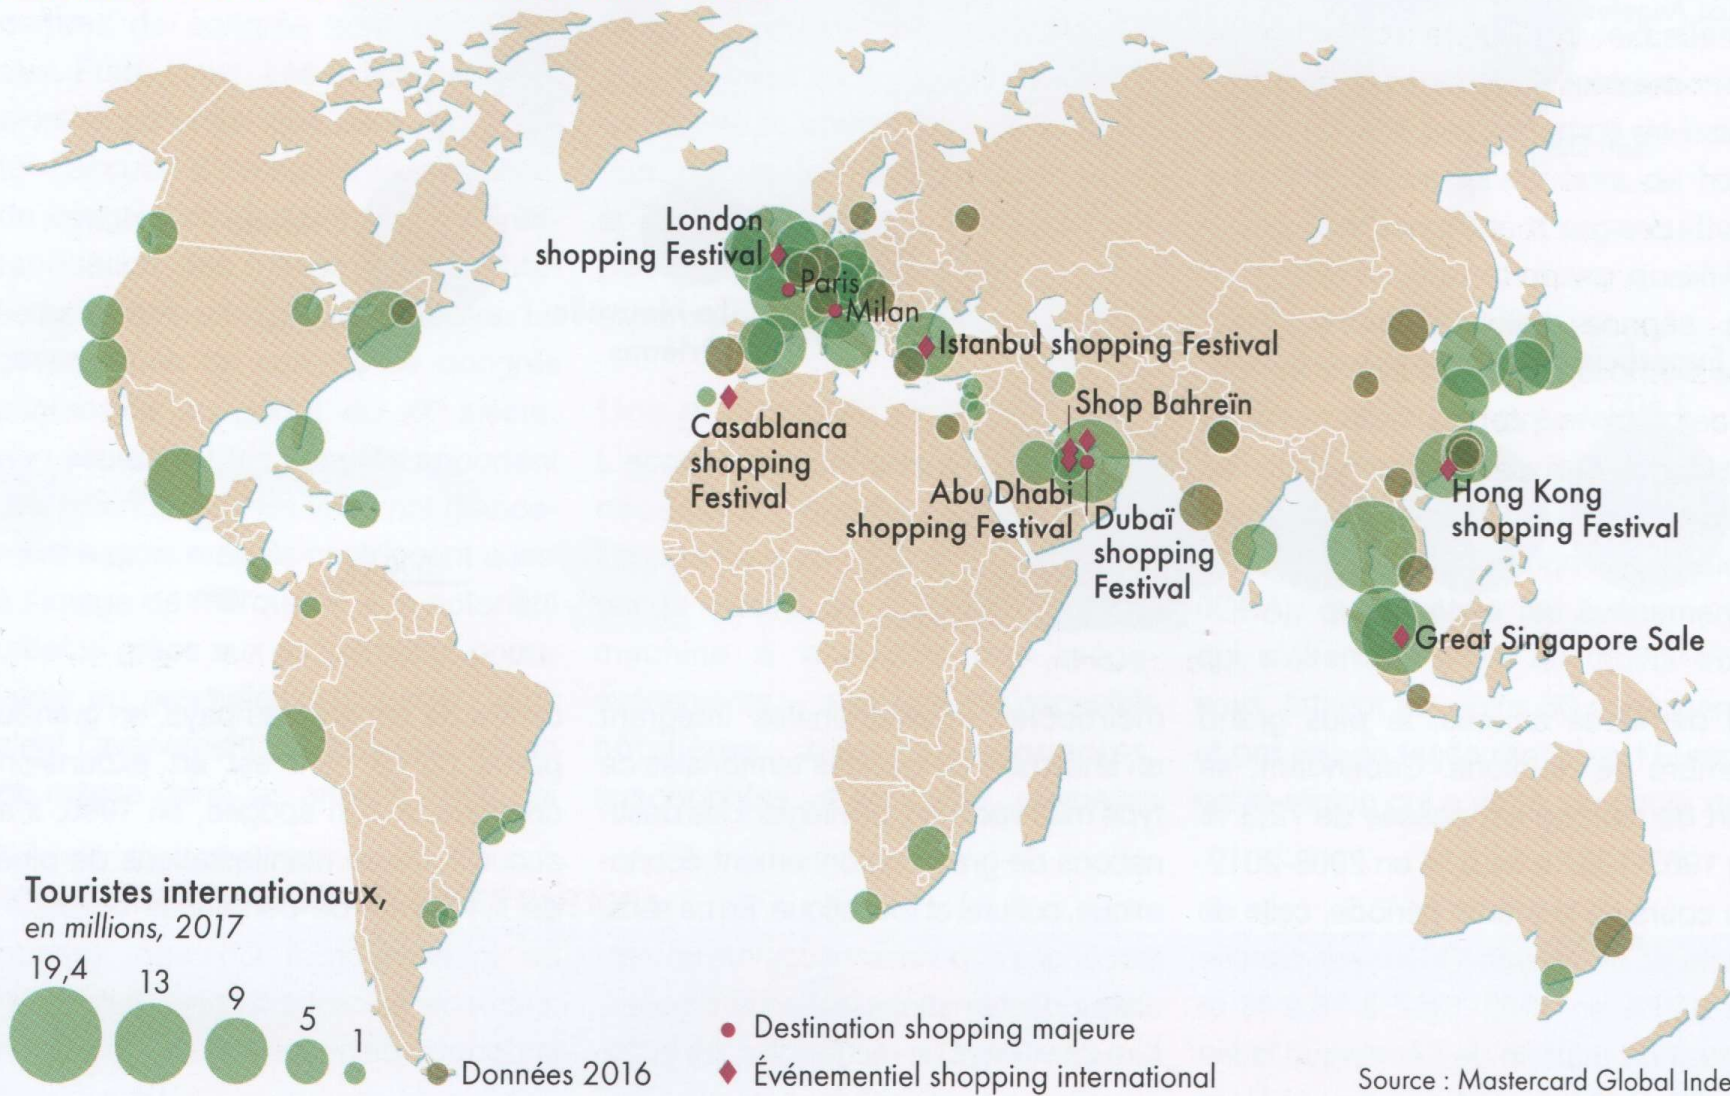 London
shopping Festival
Paris
Milan
Istanbul shopping Festival
Shop Bahreïn
Casablanca
shopping
Festival
Abu Dhabi
shopping Festival
Dubaï
shopping
Festival
Hong Kong
shopping Festival
Great Singapore Sale
Touristes internationaux,
en millions, 2017
19,4
13
9
5
1
Données 2016
Destination shopping majeure
Événementiel shopping international
Source : Mastercard Global Inde